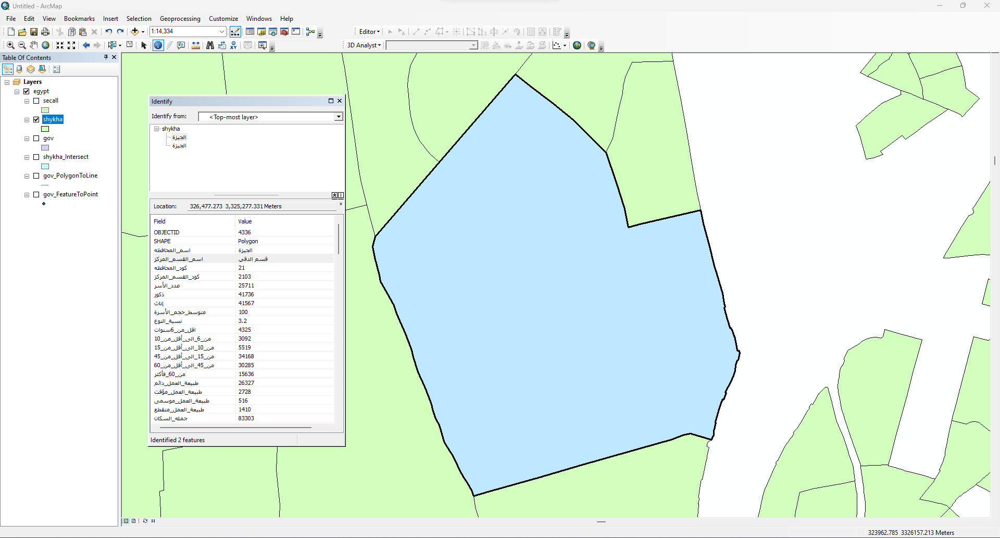 Untitled - ArcMap
File Edit View Bookmarks Insert Selection Geoprocessing Customize Windows Help
1:14,334
Editor
3D Analyst
Table Of Contents
Layers
egypt
secall
shykha
gov
shykha_Intersect
gov_PolygonToLine
gov_FeatureToPoint
Identify
Identify from: <Top-most layer>
shykha
الجيزة
الجيزة
Location: 326,477.273 3,325,277.331 Meters
Field Value
OBJECTID 4336
SHAPE Polygon
اسم_المحافظه الجيزة
اسم_القسم_المركز قسم الدقي
كود_المحافظه 21
كود_القسم_المركز 2103
عدد_الأسر 25711
ذكور 41736
إناث 41567
متوسط_حجم_الأسرة 100
نسبة_النوع 3.2
اقل_من_6سنوات 4325
من_6_الى_أقل_من_10 3092
من_10_الى_أقل_من_15 5519
من_15_الى_أقل_من_45 34168
من_45_الى_أقل_من_60 30285
من_60_فأكثر 15636
طبيعة_العمل_دائم 26327
طبيعة_العمل_مؤقت 2728
طبيعة_العمل_موسمى 516
طبيعة_العمل_متقطع 1410
جمله_السكان 83303
Identified 2 features
323962.785 3326157.213 Meters